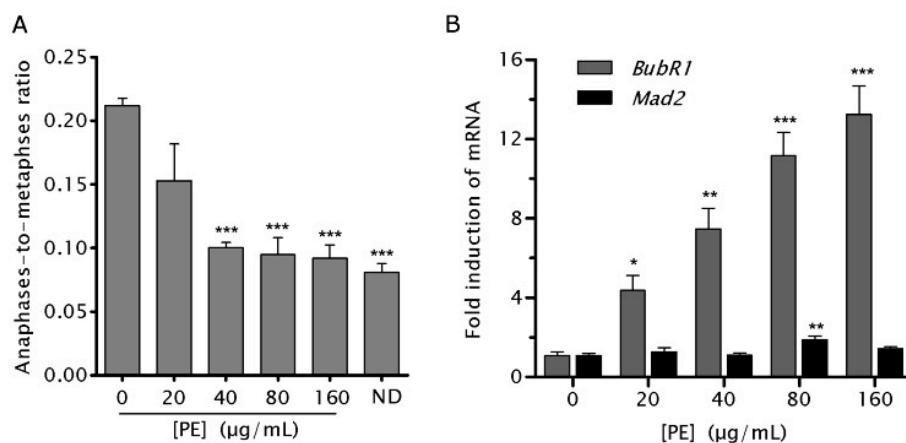 A
Anaphases-to-metaphses ratio
0.25
0.20
0.15
0.10
0.05
0.00
*** *** *** ***
0 20 40 80 160 ND
[PE] (µg/mL)
B
Fold induction of mRNA
16
12
8
4
0
BubR1
Mad2
* ** *** ** ***
0 20 40 80 160
[PE] (µg/mL)